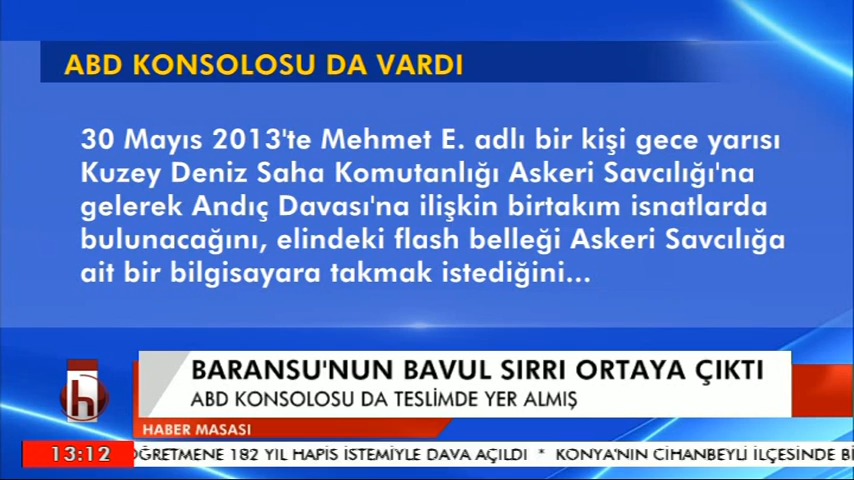 ABD KONSOLOSU DA VARDI
30 Mayıs 2013'te Mehmet E. adlı bir kişi gece yarısı
Kuzey Deniz Saha Komutanlığı Askeri Savcılığı'na
gelerek Andıç Davası'na ilişkin birtakım isnatlarda
bulunacağını, elindeki flash belleği Askeri Savcılığa
ait bir bilgisayara takmak istediğini...
h
BARANSU'NUN BAVUL SIRRI ORTAYA ÇIKTI
ABD KONSOLOSU DA TESLİMDE YER ALMIŞ
HABER MASASI
13:12 ÖĞRETMENE 182 YIL HAPİS İSTEMİYLE DAVA AÇILDI * KONYA'NIN CİHANBEYLİ İLÇESİNDE Bİ